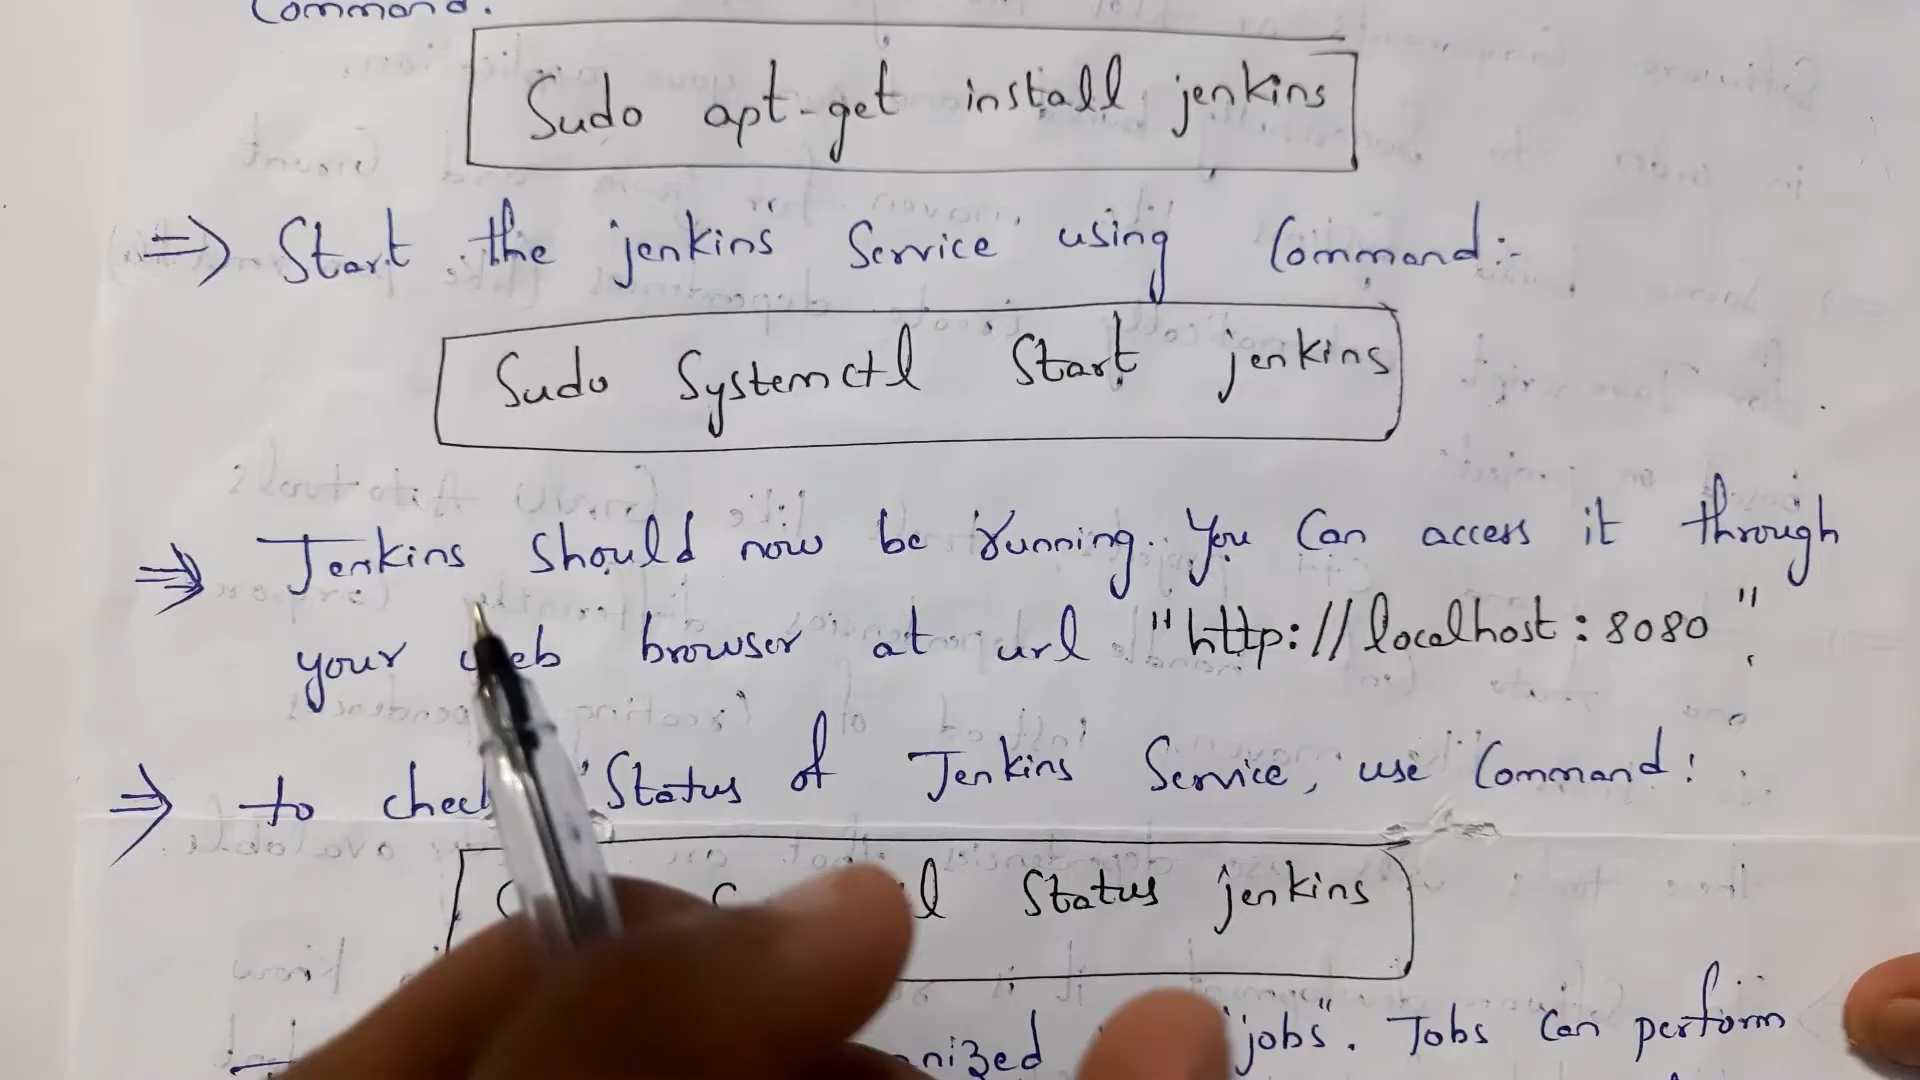 Command.
Sudo apt-get install jenkins
=> Start the jenkins Service using Command:-
Sudo Systemctl Start jenkins
=> Jenkins Should now be running. You Can access it through
your web browser at url "http://localhost:8080".
=> to check Status of Jenkins Service, use Command:
Status jenkins
"jobs". Jobs Can perform